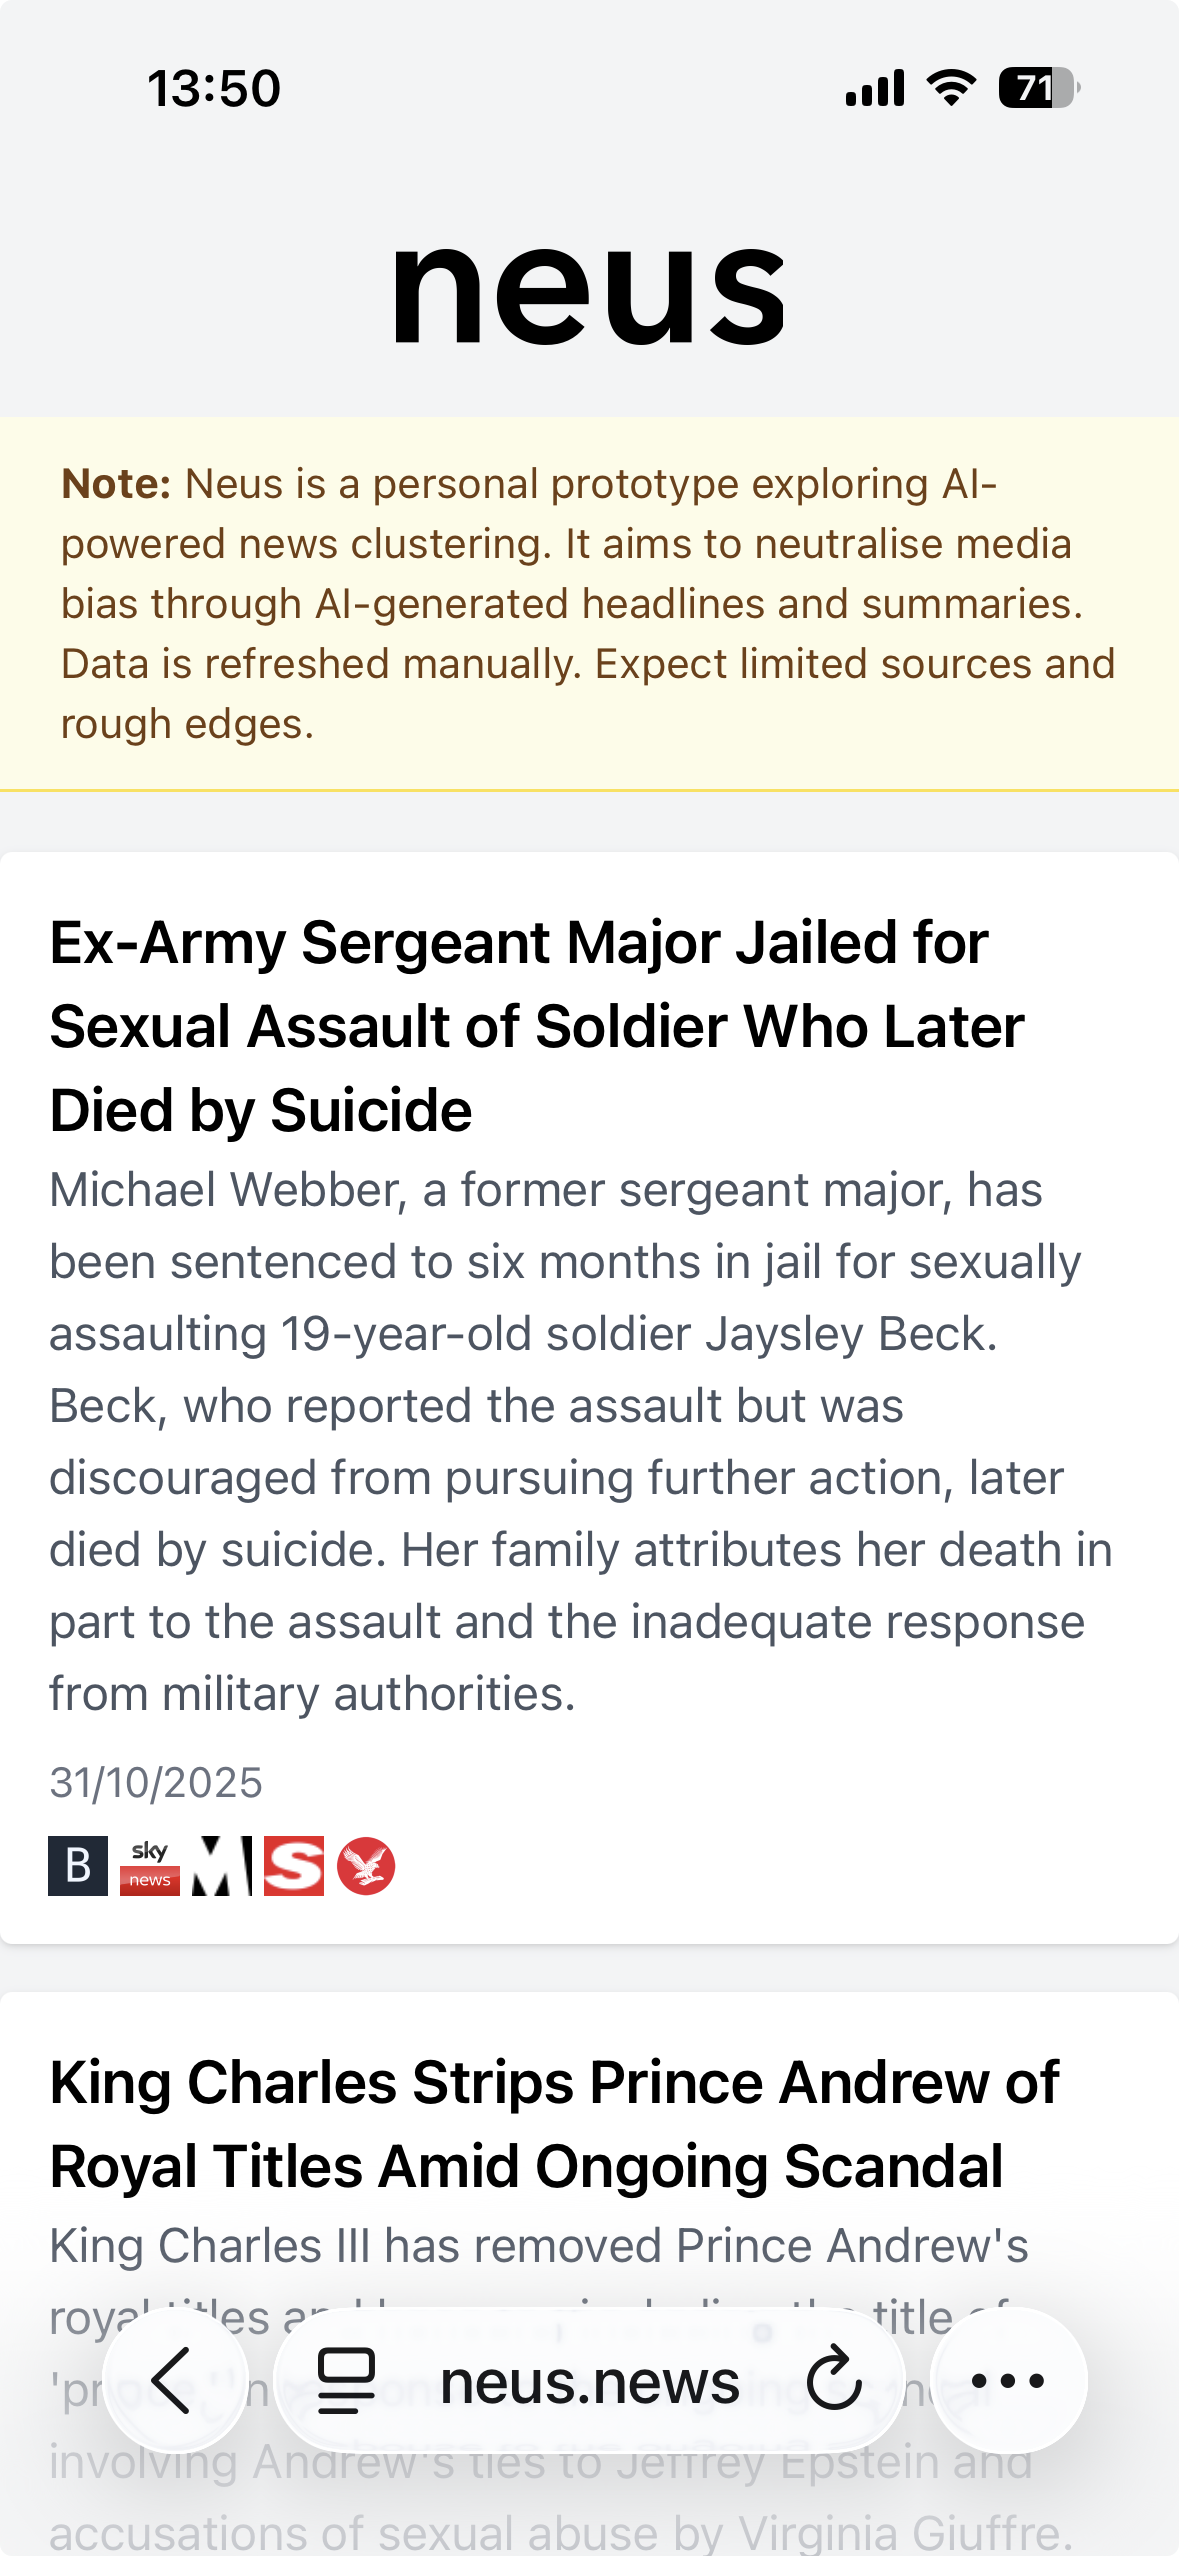 13:50
71
neus
Note: Neus is a personal prototype exploring AI-
powered news clustering. It aims to neutralise media
bias through AI-generated headlines and summaries.
Data is refreshed manually. Expect limited sources and
rough edges.
Ex-Army Sergeant Major Jailed for
Sexual Assault of Soldier Who Later
Died by Suicide
Michael Webber, a former sergeant major, has
been sentenced to six months in jail for sexually
assaulting 19-year-old soldier Jaysley Beck.
Beck, who reported the assault but was
discouraged from pursuing further action, later
died by suicide. Her family attributes her death in
part to the assault and the inadequate response
from military authorities.
31/10/2025
B sky news M S
King Charles Strips Prince Andrew of
Royal Titles Amid Ongoing Scandal
King Charles III has removed Prince Andrew's
royal titles title of
neus.news
involving Andrew's ties to Jeffrey Epstein and
accusations of sexual abuse by Virginia Giuffre.